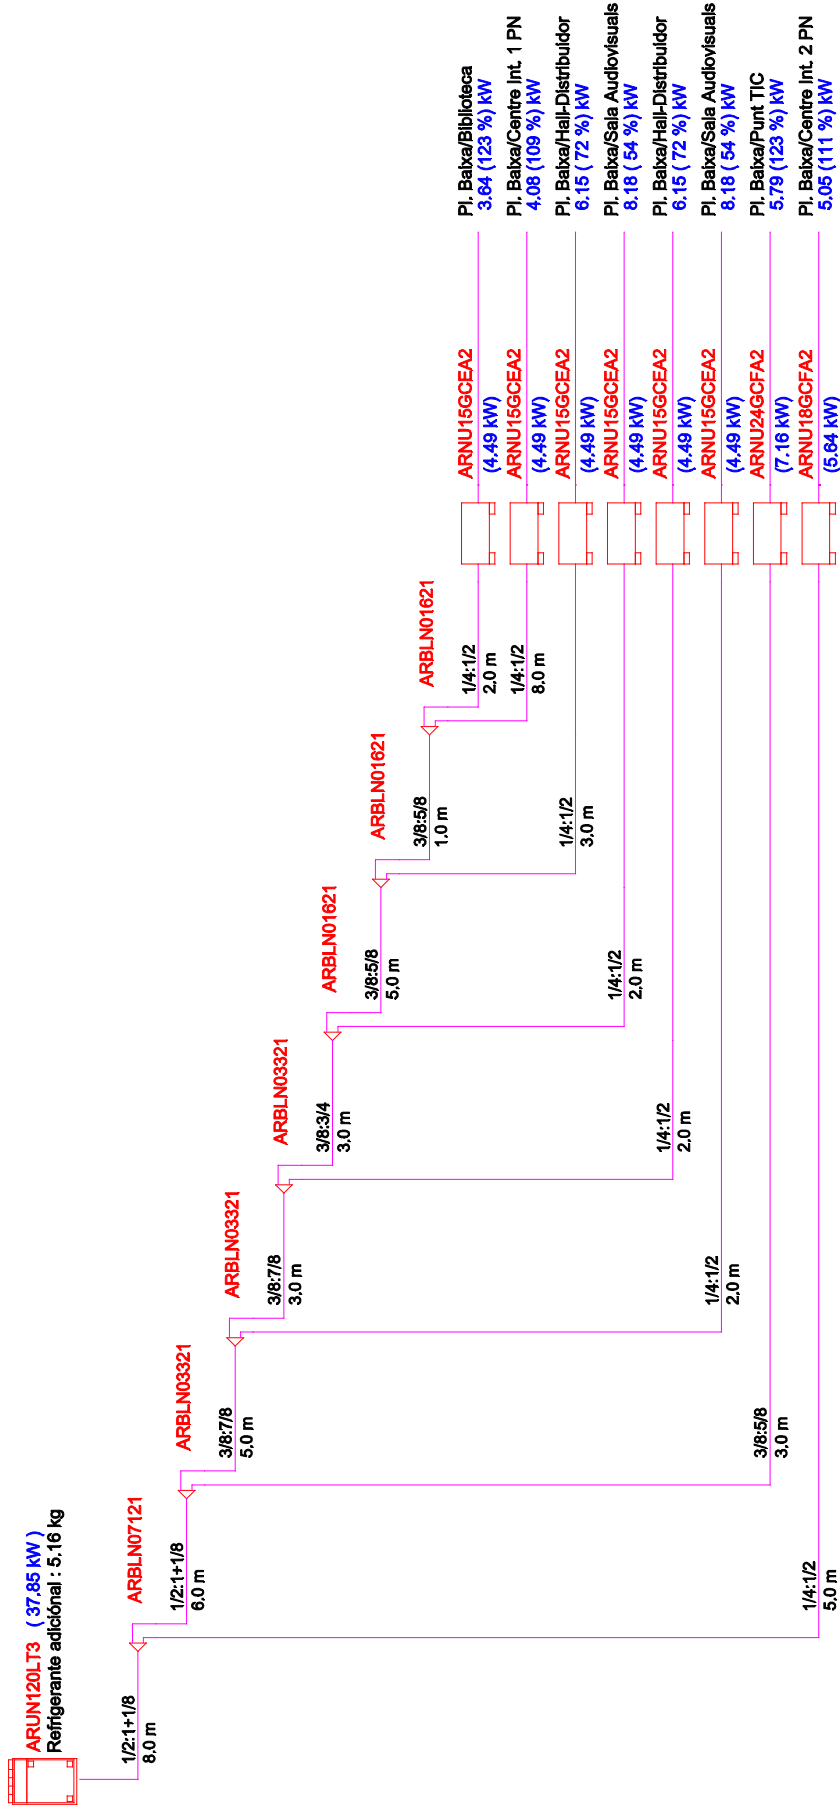 ARUN120LT3 ( 37.85 kW )
Refrigerante adicional : 5.16 kg
1/2:1+1/8
8.0 m
ARBLN07121
1/2:1+1/8
6.0 m
ARBLN03321
3/8:7/8
5.0 m
ARBLN03321
3/8:7/8
3.0 m
ARBLN03321
3/8:3/4
3.0 m
ARBLN01621
3/8:5/8
5.0 m
ARBLN01621
3/8:5/8
1.0 m
ARBLN01621
1/4:1/2
2.0 m
ARNU15GCEA2
(4.49 kW)
Pl. Baixa/Biblioteca
3.64 (123 %) kW
1/4:1/2
8.0 m
ARNU15GCEA2
(4.49 kW)
Pl. Baixa/Centre Int. 1 PN
4.08 (109 %) kW
1/4:1/2
3.0 m
ARNU15GCEA2
(4.49 kW)
Pl. Baixa/Hall-Distribuidor
6.15 ( 72 %) kW
1/4:1/2
2.0 m
ARNU15GCEA2
(4.49 kW)
Pl. Baixa/Sala Audiovisuals
8.18 ( 54 %) kW
1/4:1/2
2.0 m
ARNU15GCEA2
(4.49 kW)
Pl. Baixa/Hall-Distribuidor
6.15 ( 72 %) kW
1/4:1/2
2.0 m
ARNU15GCEA2
(4.49 kW)
Pl. Baixa/Sala Audiovisuals
8.18 ( 54 %) kW
3/8:5/8
3.0 m
ARNU24GCFA2
(7.16 kW)
Pl. Baixa/Punt TIC
5.79 (123 %) kW
1/4:1/2
5.0 m
ARNU18GCFA2
(5.64 kW)
Pl. Baixa/Centre Int. 2 PN
5.05 (111 %) kW